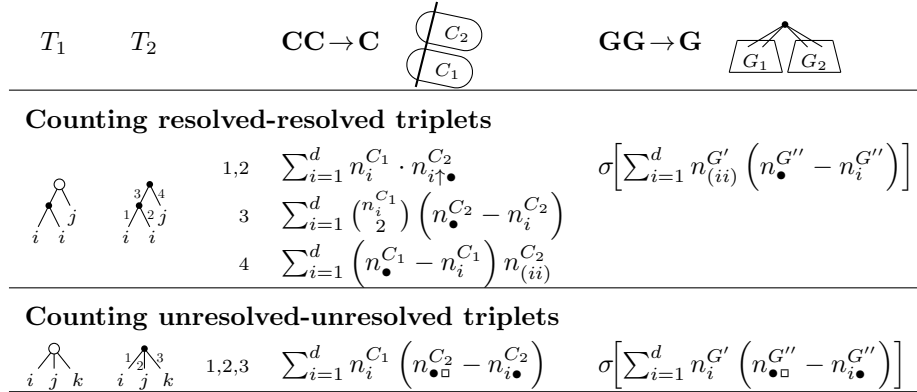 T₁ T₂ CC→C C₂ C₁ GG→G G₁ G₂
Counting resolved-resolved triplets
1,2 ∑_{i=1}^{d} n_i^{C₁} · n_{i↑●}^{C₂} σ[∑_{i=1}^{d} n_{(ii)}^{G′} (n_●^{G″} − n_i^{G″})]
i i j 1 2 3 4 i i j 3 ∑_{i=1}^{d} \binom{n_i^{C₁}}{2} (n_●^{C₂} − n_i^{C₂})
4 ∑_{i=1}^{d} (n_●^{C₁} − n_i^{C₁}) n_{(ii)}^{C₂}
Counting unresolved-unresolved triplets
i j k 1 2 3 i j k 1,2,3 ∑_{i=1}^{d} n_i^{C₁} (n_{●□}^{C₂} − n_{i●}^{C₂}) σ[∑_{i=1}^{d} n_i^{G′} (n_{●□}^{G″} − n_{i●}^{G″})]